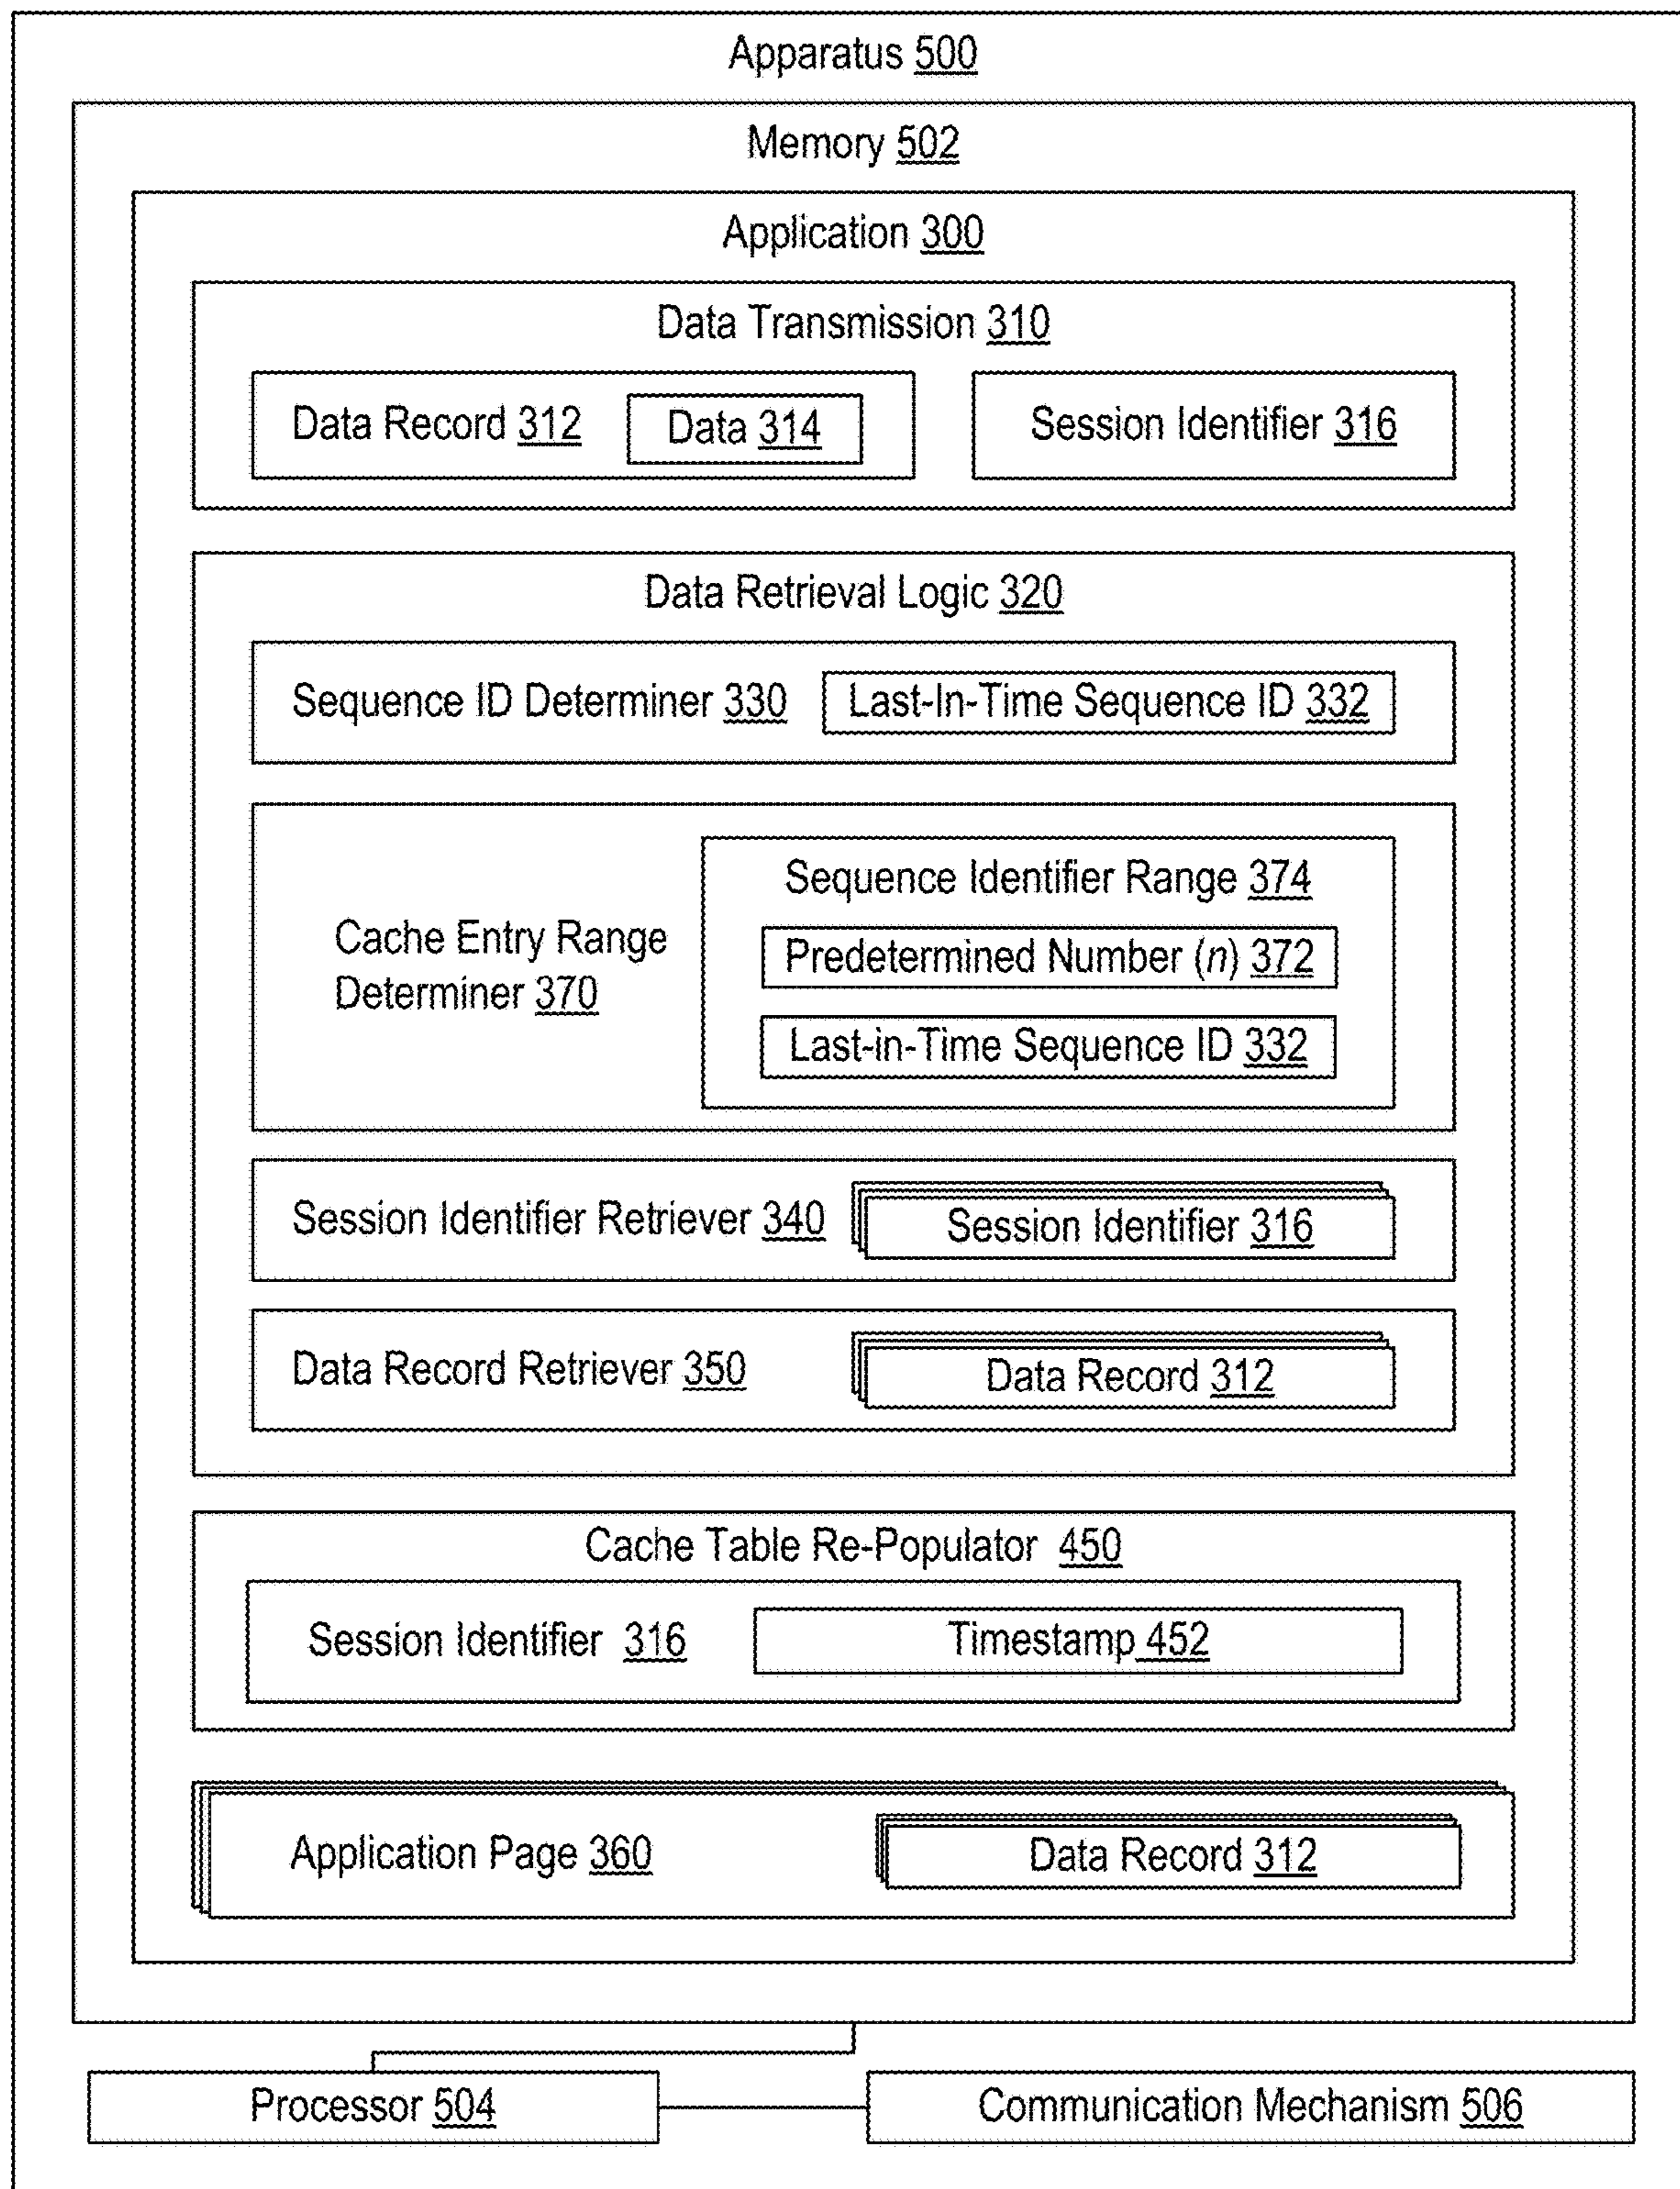 Apparatus 500
Memory 502
Application 300
Data Transmission 310
Data Record 312
Data 314
Session Identifier 316
Data Retrieval Logic 320
Sequence ID Determiner 330
Last-In-Time Sequence ID 332
Cache Entry Range
Determiner 370
Sequence Identifier Range 374
Predetermined Number (n) 372
Last-in-Time Sequence ID 332
Session Identifier Retriever 340
Session Identifier 316
Data Record Retriever 350
Data Record 312
Cache Table Re-Populator 450
Session Identifier 316
Timestamp 452
Application Page 360
Data Record 312
Processor 504
Communication Mechanism 506